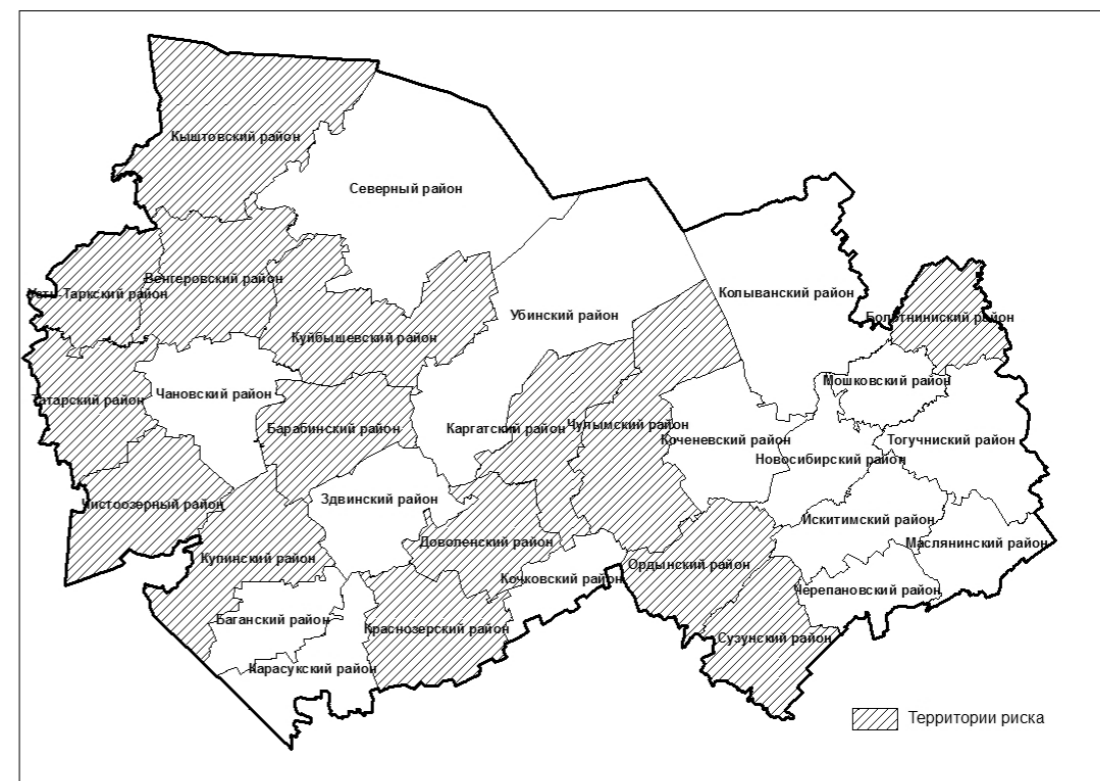 Кыштовский район
Северный район
Венгеровский район
Усть-Таркский район
Колыванский район
Болотниниский район
Убинский район
Куйбышевский район
Мошковский район
Чановский район
Татарский район
Барабинский район
Каргатский район
Чулымский район
Коченевский район
Тогучниский район
Новосибирский район
Чистоозерный район
Здвинский район
Искитимский район
Доволенский район
Маслянинский район
Купинский район
Ордынский район
Кочковский район
Черепановский район
Баганский район
Краснозерский район
Сузунский район
Карасукский район
Территории риска